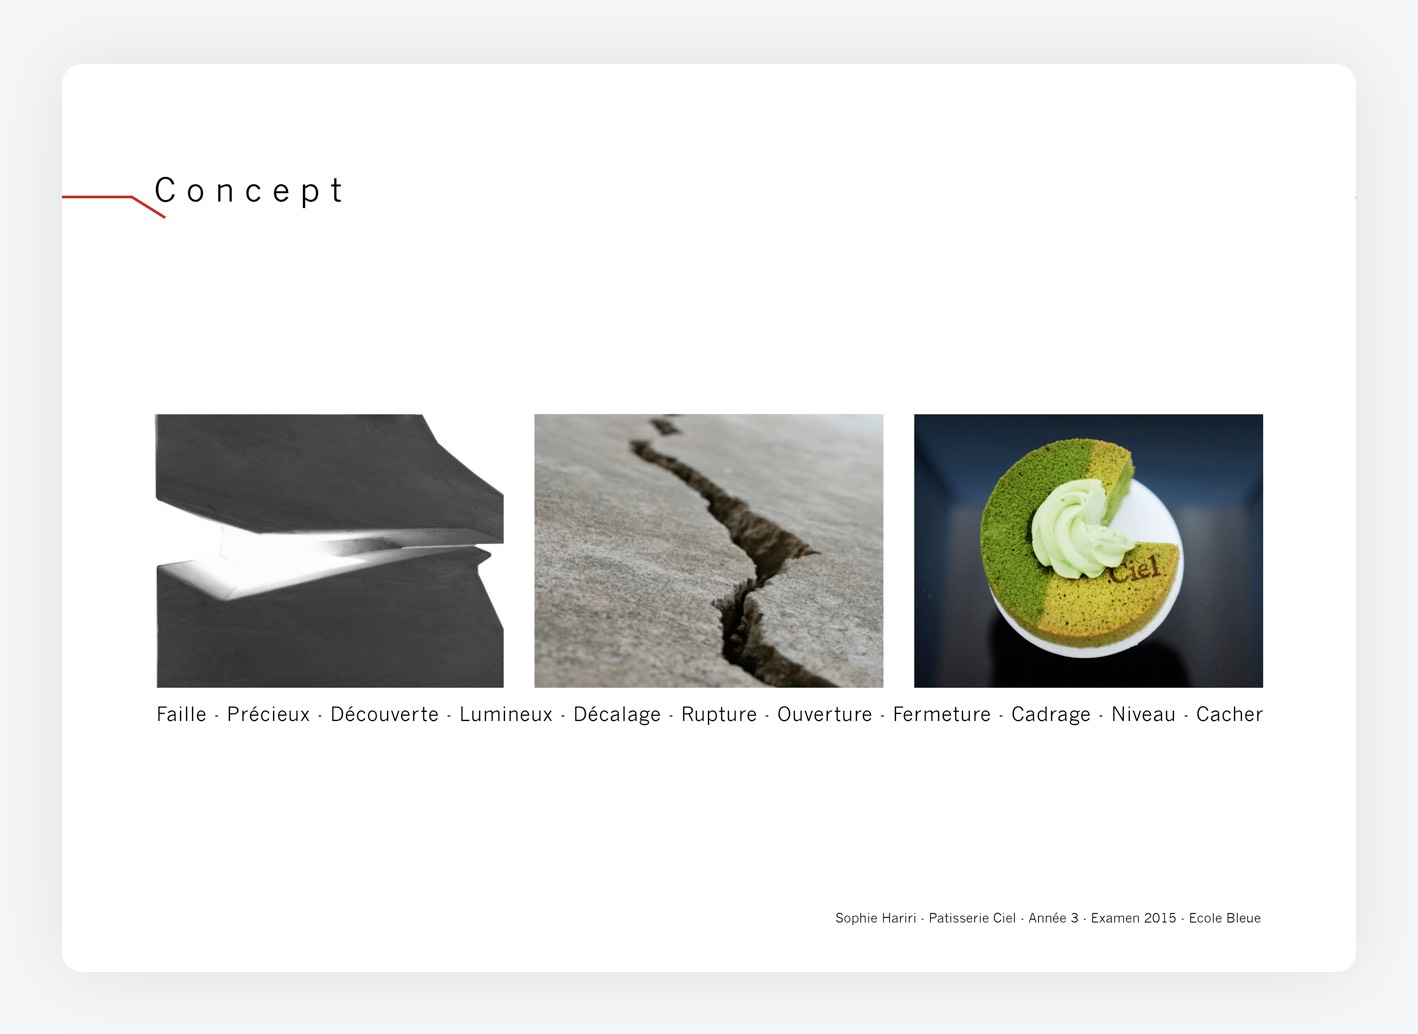 Concept
Ciel
Faille - Précieux - Découverte - Lumineux - Décalage - Rupture - Ouverture - Fermeture - Cadrage - Niveau - Cacher
Sophie Hariri - Patisserie Ciel - Année 3 - Examen 2015 - Ecole Bleue